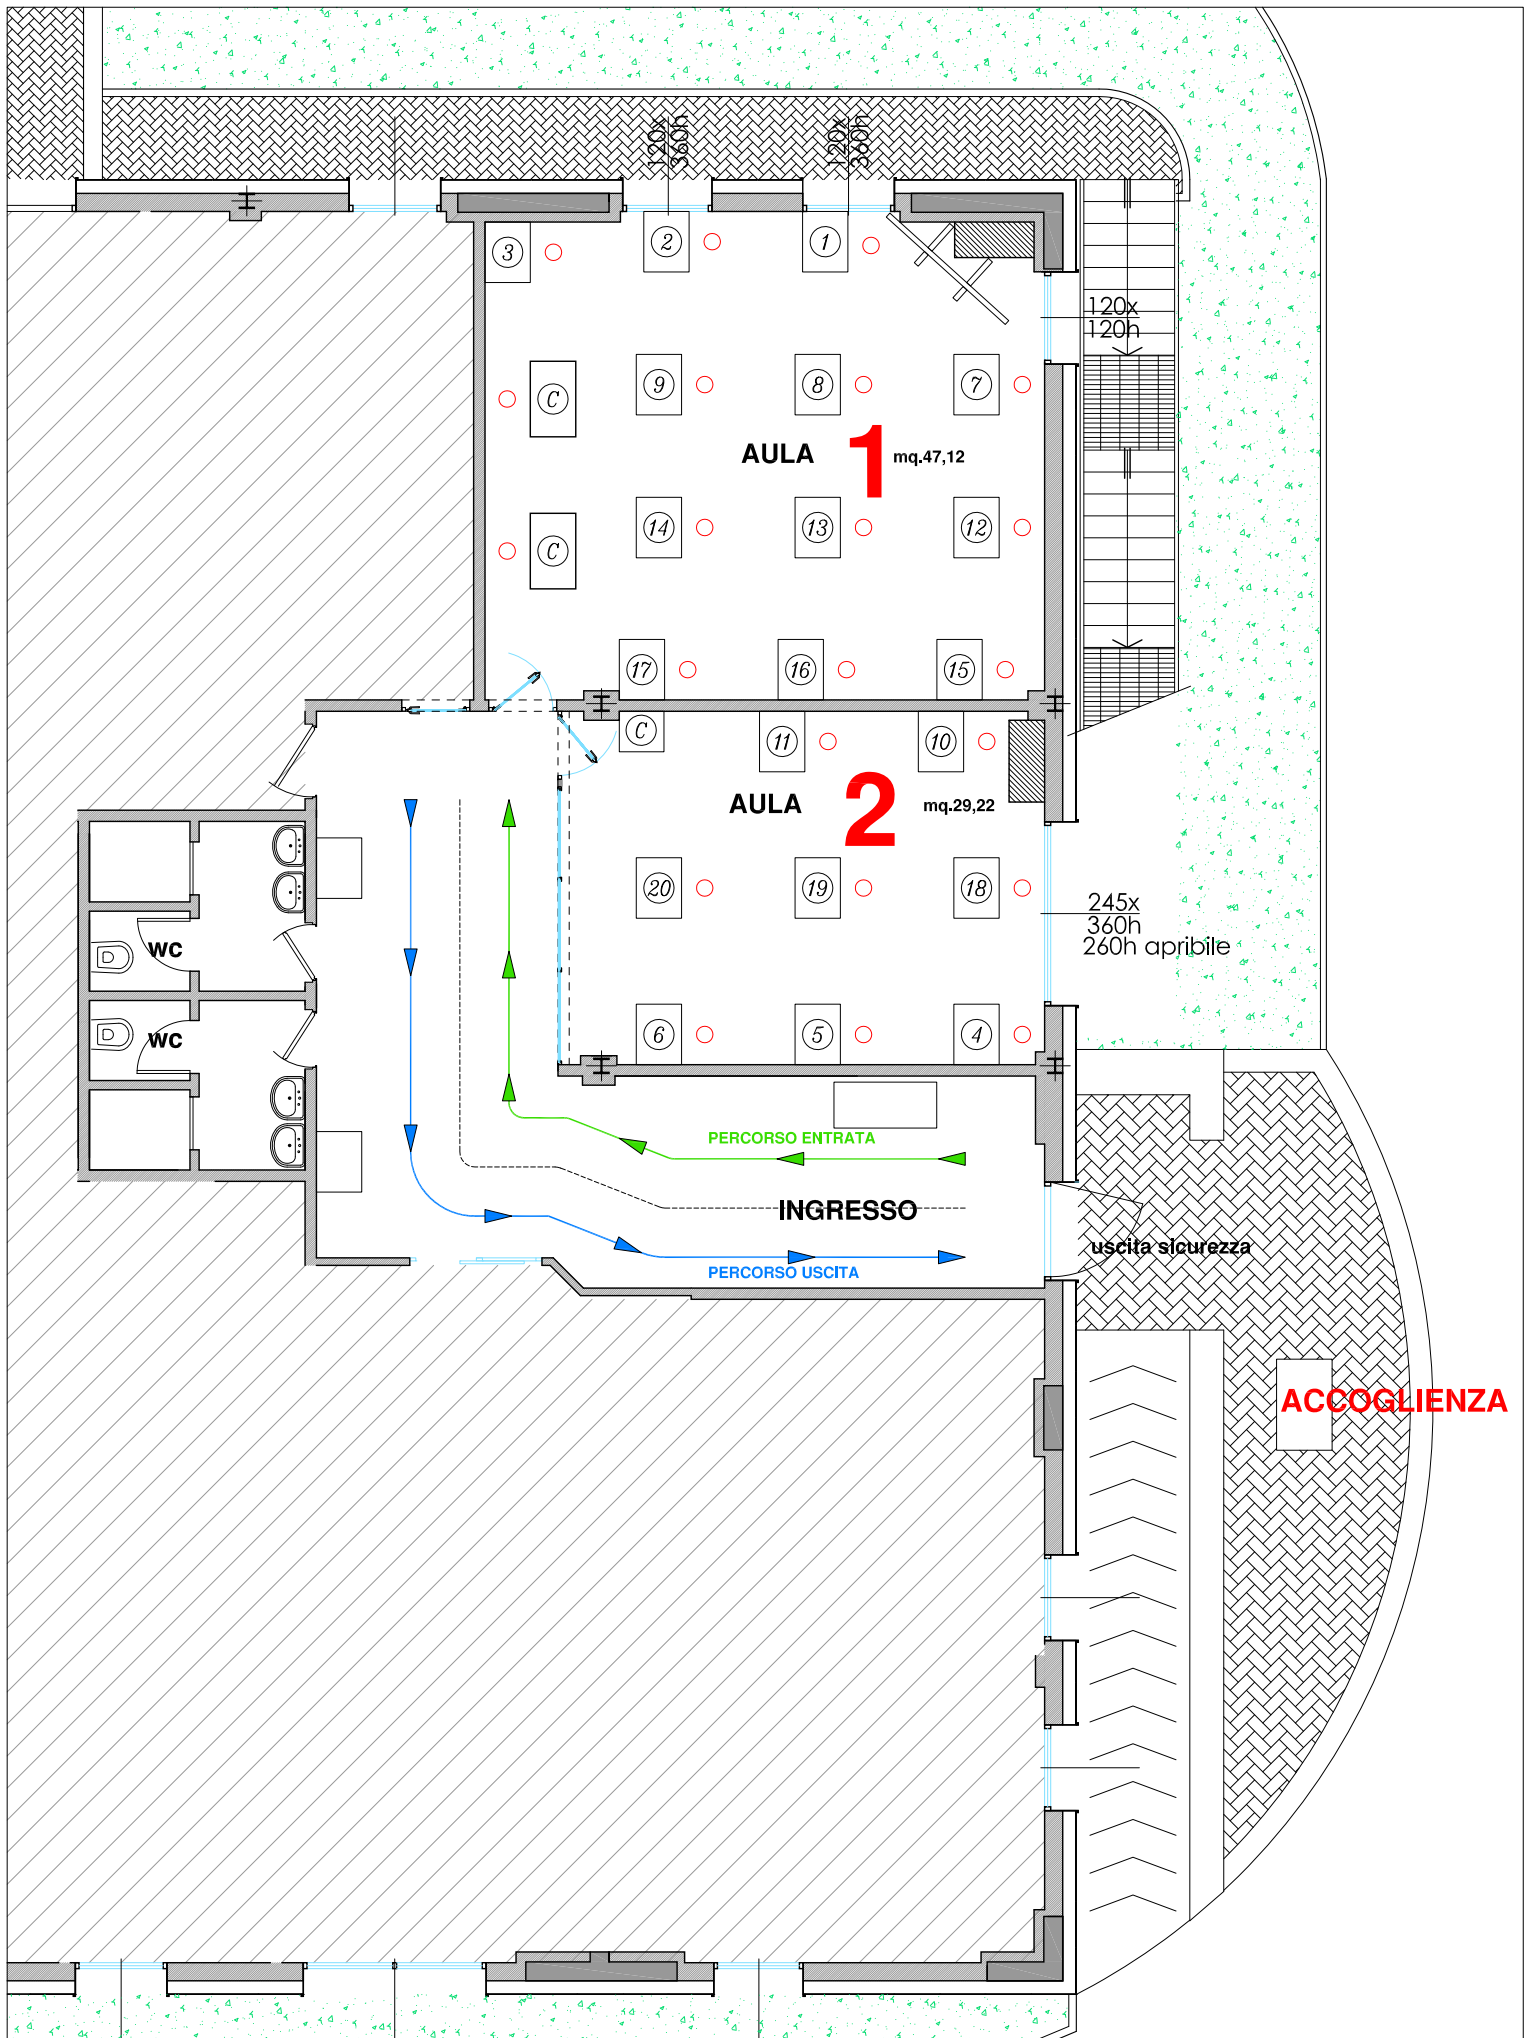 120x
360h
120x
360h
3
2
1
120x
120h
C
9
8
7
AULA 1 mq.47,12
C
14
13
12
17
16
15
C
11
10
AULA 2 mq.29,22
20
19
18
245x
360h
260h apribile
WC
WC
6
5
4
PERCORSO ENTRATA
INGRESSO
uscita sicurezza
PERCORSO USCITA
ACCOGLIENZA